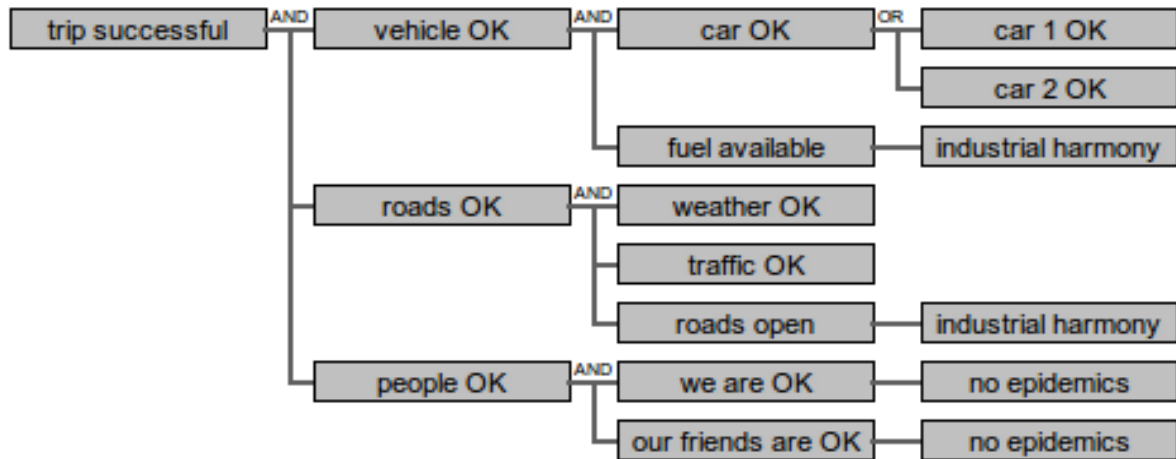 trip successful AND vehicle OK AND car OK OR car 1 OK
car 2 OK
fuel available industrial harmony
roads OK AND weather OK
traffic OK
roads open industrial harmony
people OK AND we are OK no epidemics
our friends are OK no epidemics